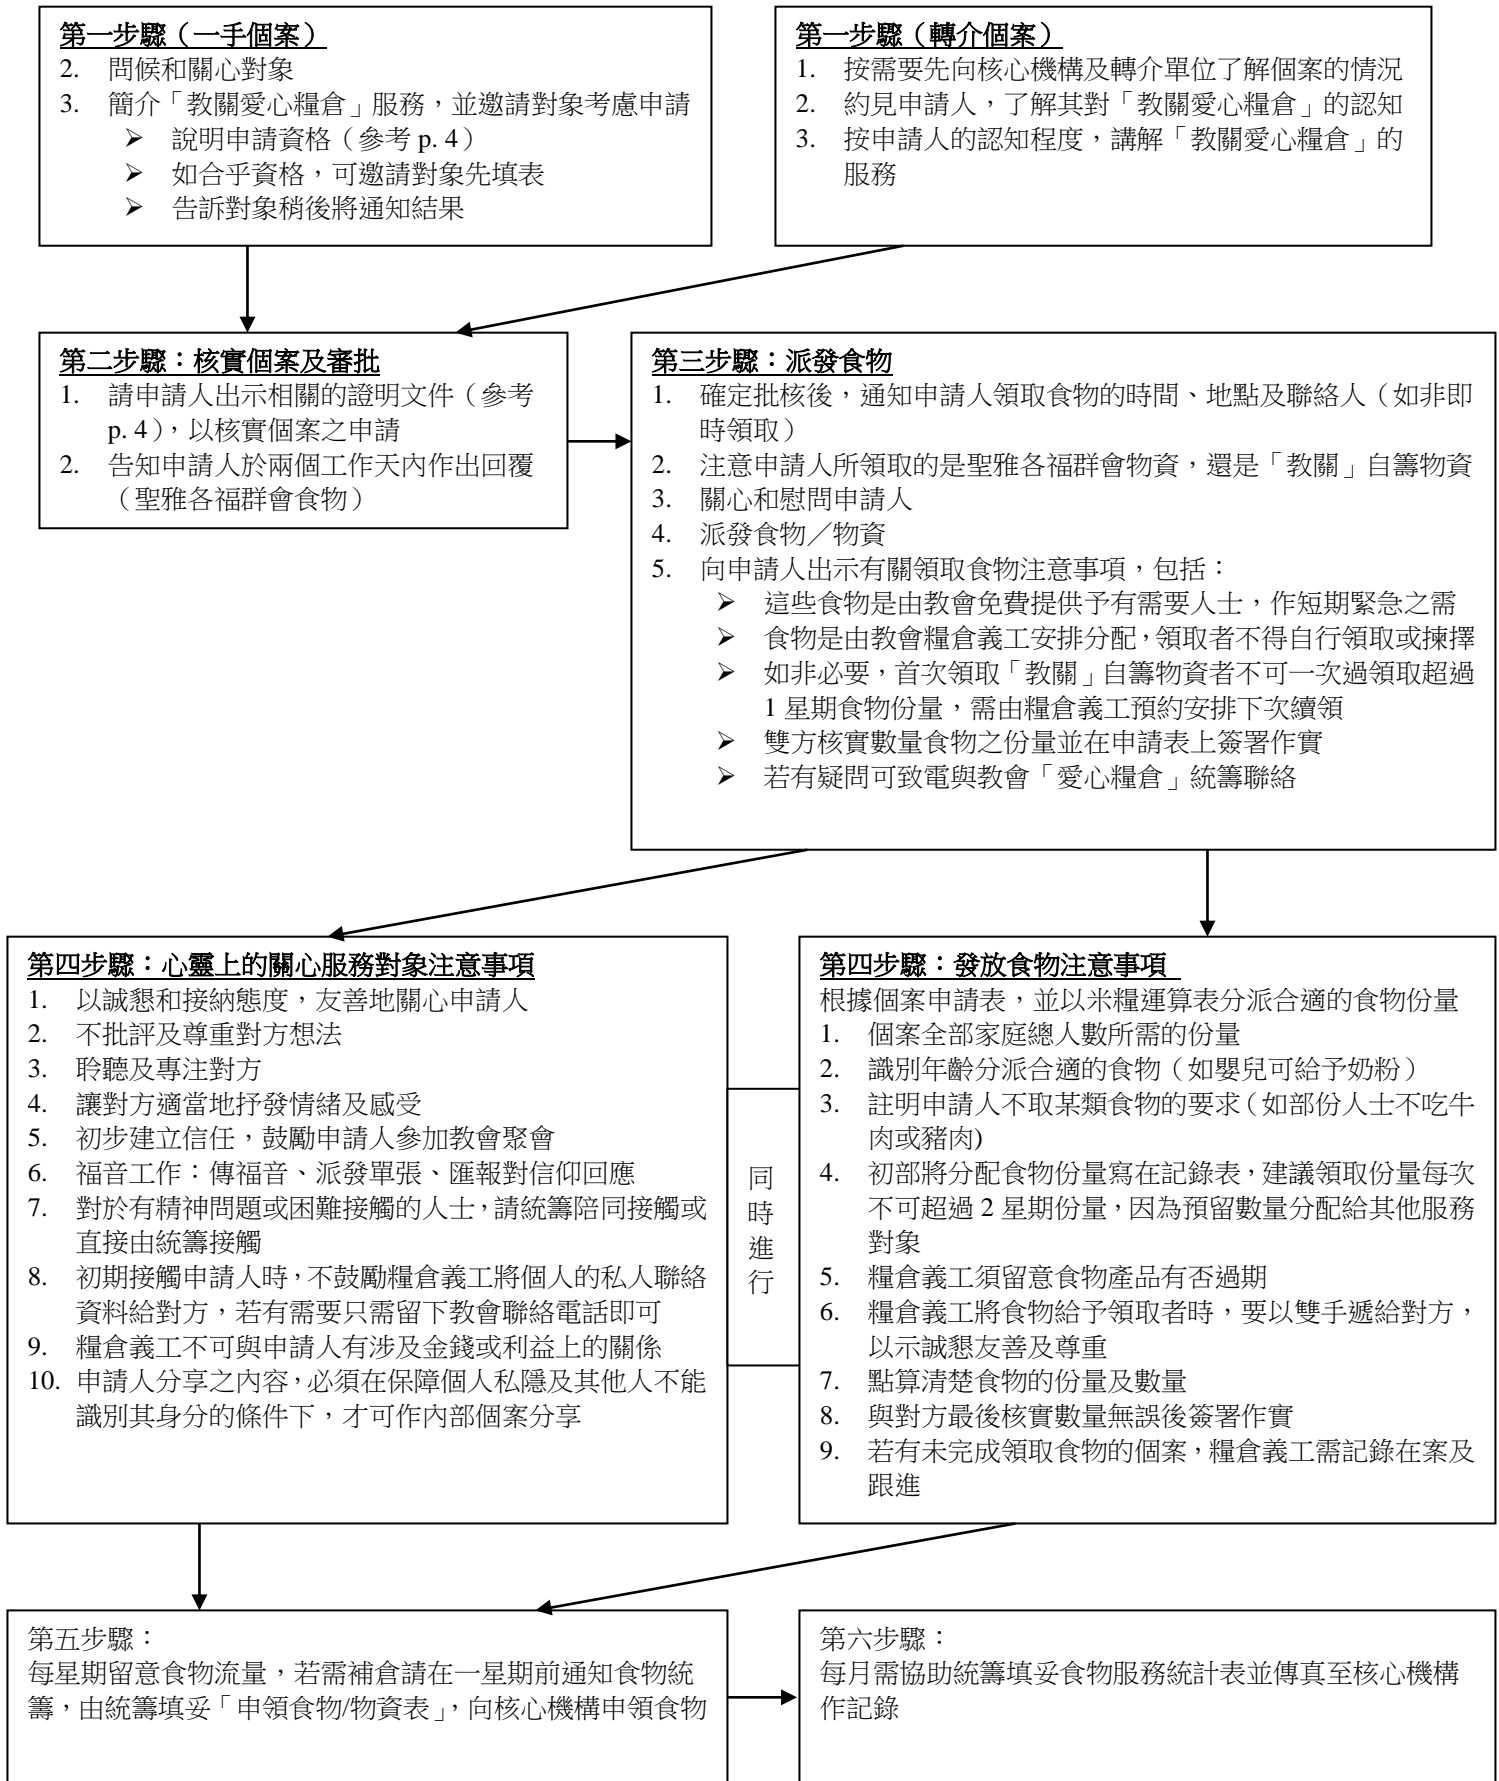 第一步驟（一手個案）
2. 問候和關心對象
3. 簡介「教關愛心糧倉」服務，並邀請對象考慮申請
➢ 說明申請資格（參考 p. 4）
➢ 如合乎資格，可邀請對象先填表
➢ 告訴對象稍後將通知結果
第一步驟（轉介個案）
1. 按需要先向核心機構及轉介單位了解個案的情況
2. 約見申請人，了解其對「教關愛心糧倉」的認知
3. 按申請人的認知程度，講解「教關愛心糧倉」的
服務
第二步驟：核實個案及審批
1. 請申請人出示相關的證明文件（參考
p. 4），以核實個案之申請
2. 告知申請人於兩個工作天內作出回覆
（聖雅各福群會食物）
第三步驟：派發食物
1. 確定批核後，通知申請人領取食物的時間、地點及聯絡人（如非即
時領取）
2. 注意申請人所領取的是聖雅各福群會物資，還是「教關」自籌物資
3. 關心和慰問申請人
4. 派發食物／物資
5. 向申請人出示有關領取食物注意事項，包括：
➢ 這些食物是由教會免費提供予有需要人士，作短期緊急之需
➢ 食物是由教會糧倉義工安排分配，領取者不得自行領取或揀擇
➢ 如非必要，首次領取「教關」自籌物資者不可一次過領取超過
1 星期食物份量，需由糧倉義工預約安排下次續領
➢ 雙方核實數量食物之份量並在申請表上簽署作實
➢ 若有疑問可致電與教會「愛心糧倉」統籌聯絡
第四步驟：心靈上的關心服務對象注意事項
1. 以誠懇和接納態度，友善地關心申請人
2. 不批評及尊重對方想法
3. 聆聽及專注對方
4. 讓對方適當地抒發情緒及感受
5. 初步建立信任，鼓勵申請人參加教會聚會
6. 福音工作：傳福音、派發單張、匯報對信仰回應
7. 對於有精神問題或困難接觸的人士，請統籌陪同接觸或
直接由統籌接觸
8. 初期接觸申請人時，不鼓勵糧倉義工將個人的私人聯絡
資料給對方，若有需要只需留下教會聯絡電話即可
9. 糧倉義工不可與申請人有涉及金錢或利益上的關係
10. 申請人分享之內容，必須在保障個人私隱及其他人不能
識別其身分的條件下，才可作內部個案分享
同
時
進
行
第四步驟：發放食物注意事項
根據個案申請表，並以米糧運算表分派合適的食物份量
1. 個案全部家庭總人數所需的份量
2. 識別年齡分派合適的食物（如嬰兒可給予奶粉）
3. 註明申請人不取某類食物的要求（如部份人士不吃牛
肉或豬肉)
4. 初部將分配食物份量寫在記錄表，建議領取份量每次
不可超過 2 星期份量，因為預留數量分配給其他服務
對象
5. 糧倉義工須留意食物產品有否過期
6. 糧倉義工將食物給予領取者時，要以雙手遞給對方，
以示誠懇友善及尊重
7. 點算清楚食物的份量及數量
8. 與對方最後核實數量無誤後簽署作實
9. 若有未完成領取食物的個案，糧倉義工需記錄在案及
跟進
第五步驟：
每星期留意食物流量，若需補倉請在一星期前通知食物統
籌，由統籌填妥「申領食物/物資表」，向核心機構申領食物
第六步驟：
每月需協助統籌填妥食物服務統計表並傳真至核心機構
作記錄